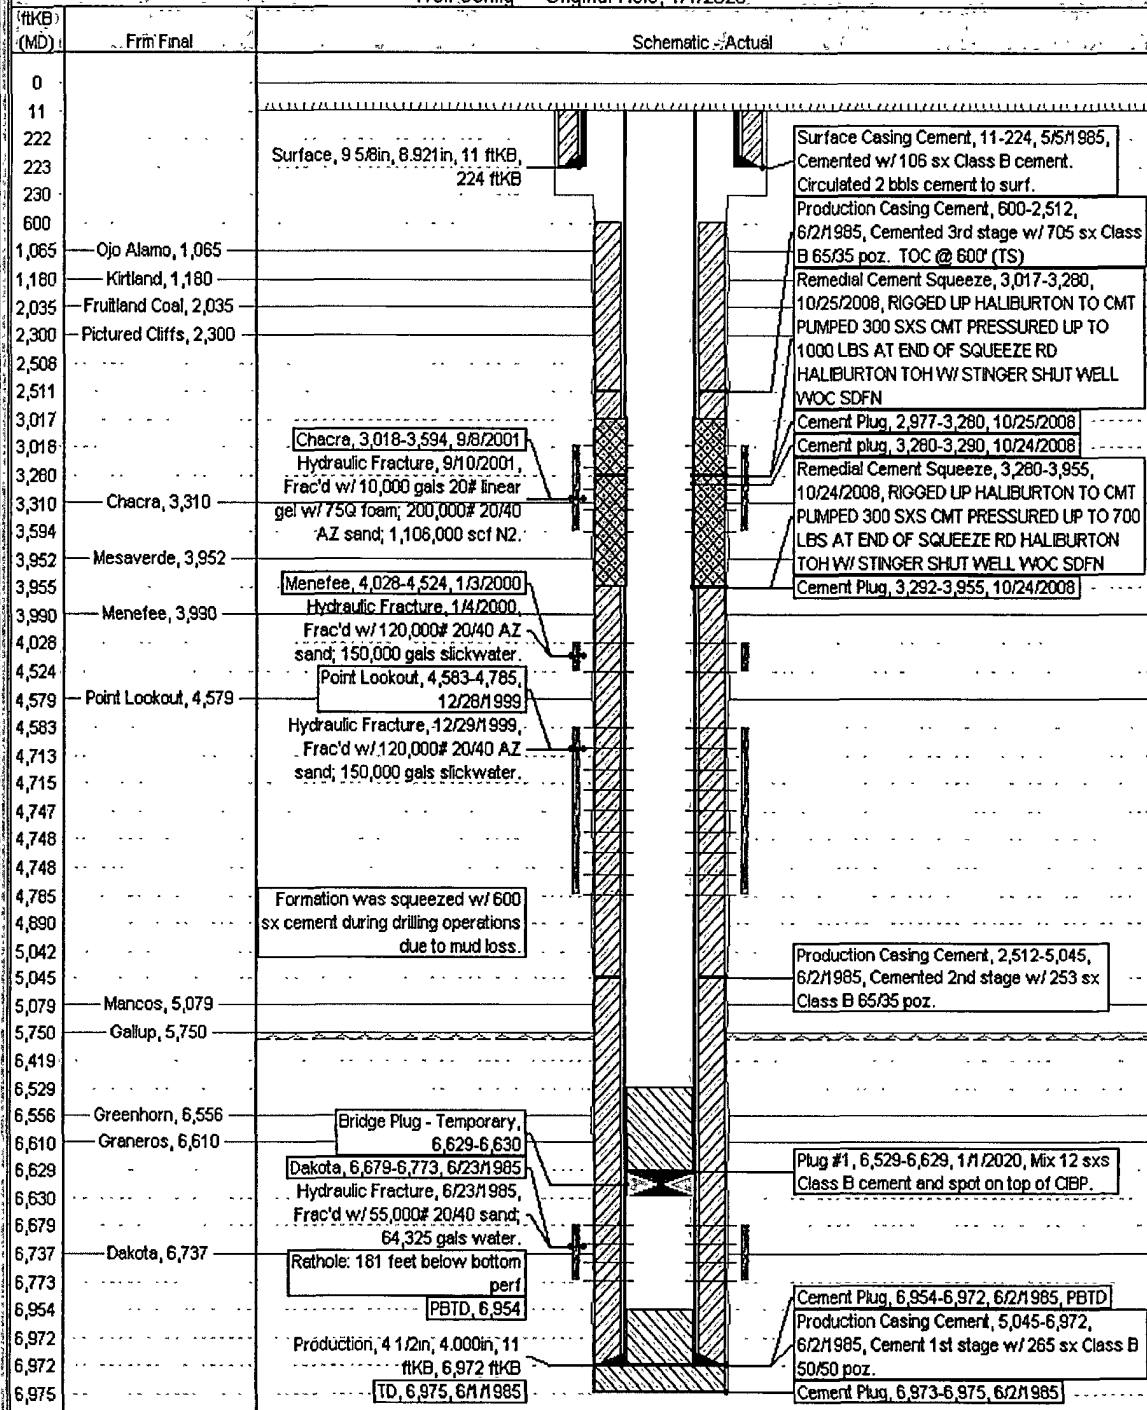 Well Config - Original Hole, 1/1/2020
(ftKB)
(MD)
Frm Final
Schematic - Actual
0
11
222
223
230
600
1,065
1,180
2,035
2,300
2,508
2,511
3,017
3,018
3,280
3,310
3,594
3,952
3,955
3,990
4,028
4,524
4,579
4,583
4,713
4,715
4,747
4,748
4,748
4,785
4,890
5,042
5,045
5,079
5,750
6,419
6,529
6,556
6,610
6,629
6,630
6,679
6,737
6,773
6,954
6,972
6,972
6,975
Ojo Alamo, 1,065
Kirtland, 1,180
Fruitland Coal, 2,035
Pictured Cliffs, 2,300
Chacra, 3,310
Mesaverde, 3,952
Menefee, 3,990
Point Lookout, 4,579
Mancos, 5,079
Gallup, 5,750
Greenhorn, 6,556
Graneros, 6,610
Dakota, 6,737
Surface, 9 5/8in, 8.921in, 11 ftKB,
224 ftKB
Chacra, 3,018-3,594, 9/8/2001
Hydraulic Fracture, 9/10/2001,
Frac'd w/ 10,000 gals 20# linear
gel w/ 75Q foam; 200,000# 20/40
AZ sand; 1,106,000 scf N2.
Menefee, 4,028-4,524, 1/3/2000
Hydraulic Fracture, 1/4/2000,
Frac'd w/ 120,000# 20/40 AZ
sand; 150,000 gals slickwater.
Point Lookout, 4,583-4,785,
12/28/1999
Hydraulic Fracture, 12/29/1999,
Frac'd w/ 120,000# 20/40 AZ
sand; 150,000 gals slickwater.
Formation was squeezed w/ 600
sx cement during drilling operations
due to mud loss.
Bridge Plug - Temporary,
6,629-6,630
Dakota, 6,679-6,773, 6/23/1985
Hydraulic Fracture, 6/23/1985,
Frac'd w/ 55,000# 20/40 sand;
64,325 gals water.
Rathole: 181 feet below bottom
perf
PBTD, 6,954
Production, 4 1/2in, 4.000in, 11
ftKB, 6,972 ftKB
TD, 6,975, 6/1/1985
Surface Casing Cement, 11-224, 5/5/1985,
Cemented w/ 106 sx Class B cement.
Circulated 2 bbls cement to surf.
Production Casing Cement, 600-2,512,
6/2/1985, Cemented 3rd stage w/ 705 sx Class
B 65/35 poz. TOC @ 600' (TS)
Remedial Cement Squeeze, 3,017-3,280,
10/25/2008, RIGGED UP HALIBURTON TO CMT
PUMPED 300 SXS CMT PRESSURED UP TO
1000 LBS AT END OF SQUEEZE RD
HALIBURTON TOH W/ STINGER SHUT WELL
WOC SDFN
Cement Plug, 2,977-3,280, 10/25/2008
Cement plug, 3,280-3,290, 10/24/2008
Remedial Cement Squeeze, 3,280-3,955,
10/24/2008, RIGGED UP HALIBURTON TO CMT
PUMPED 300 SXS CMT PRESSURED UP TO 700
LBS AT END OF SQUEEZE RD HALIBURTON
TOH W/ STINGER SHUT WELL WOC SDFN
Cement Plug, 3,292-3,955, 10/24/2008
Production Casing Cement, 2,512-5,045,
6/2/1985, Cemented 2nd stage w/ 253 sx
Class B 65/35 poz.
Plug #1, 6,529-6,629, 1/1/2020, Mix 12 sxs
Class B cement and spot on top of CIBP.
Cement Plug, 6,954-6,972, 6/2/1985, PBTD
Production Casing Cement, 5,045-6,972,
6/2/1985, Cement 1st stage w/ 265 sx Class B
50/50 poz.
Cement Plug, 6,973-6,975, 6/2/1985